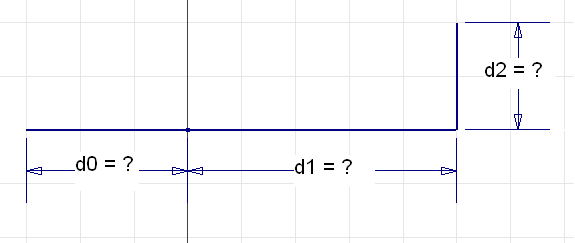 d2 = ?
d0 = ?
d1 = ?